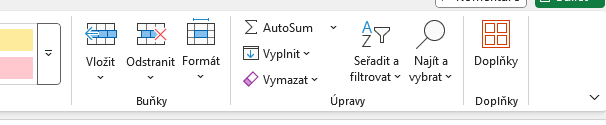 Vložit
Odstranit
Formát
Buňky
AutoSum
Vyplnit
Vymazat
Seřadit a
filtrovat
Najít a
vybrat
Úpravy
Doplňky
Doplňky